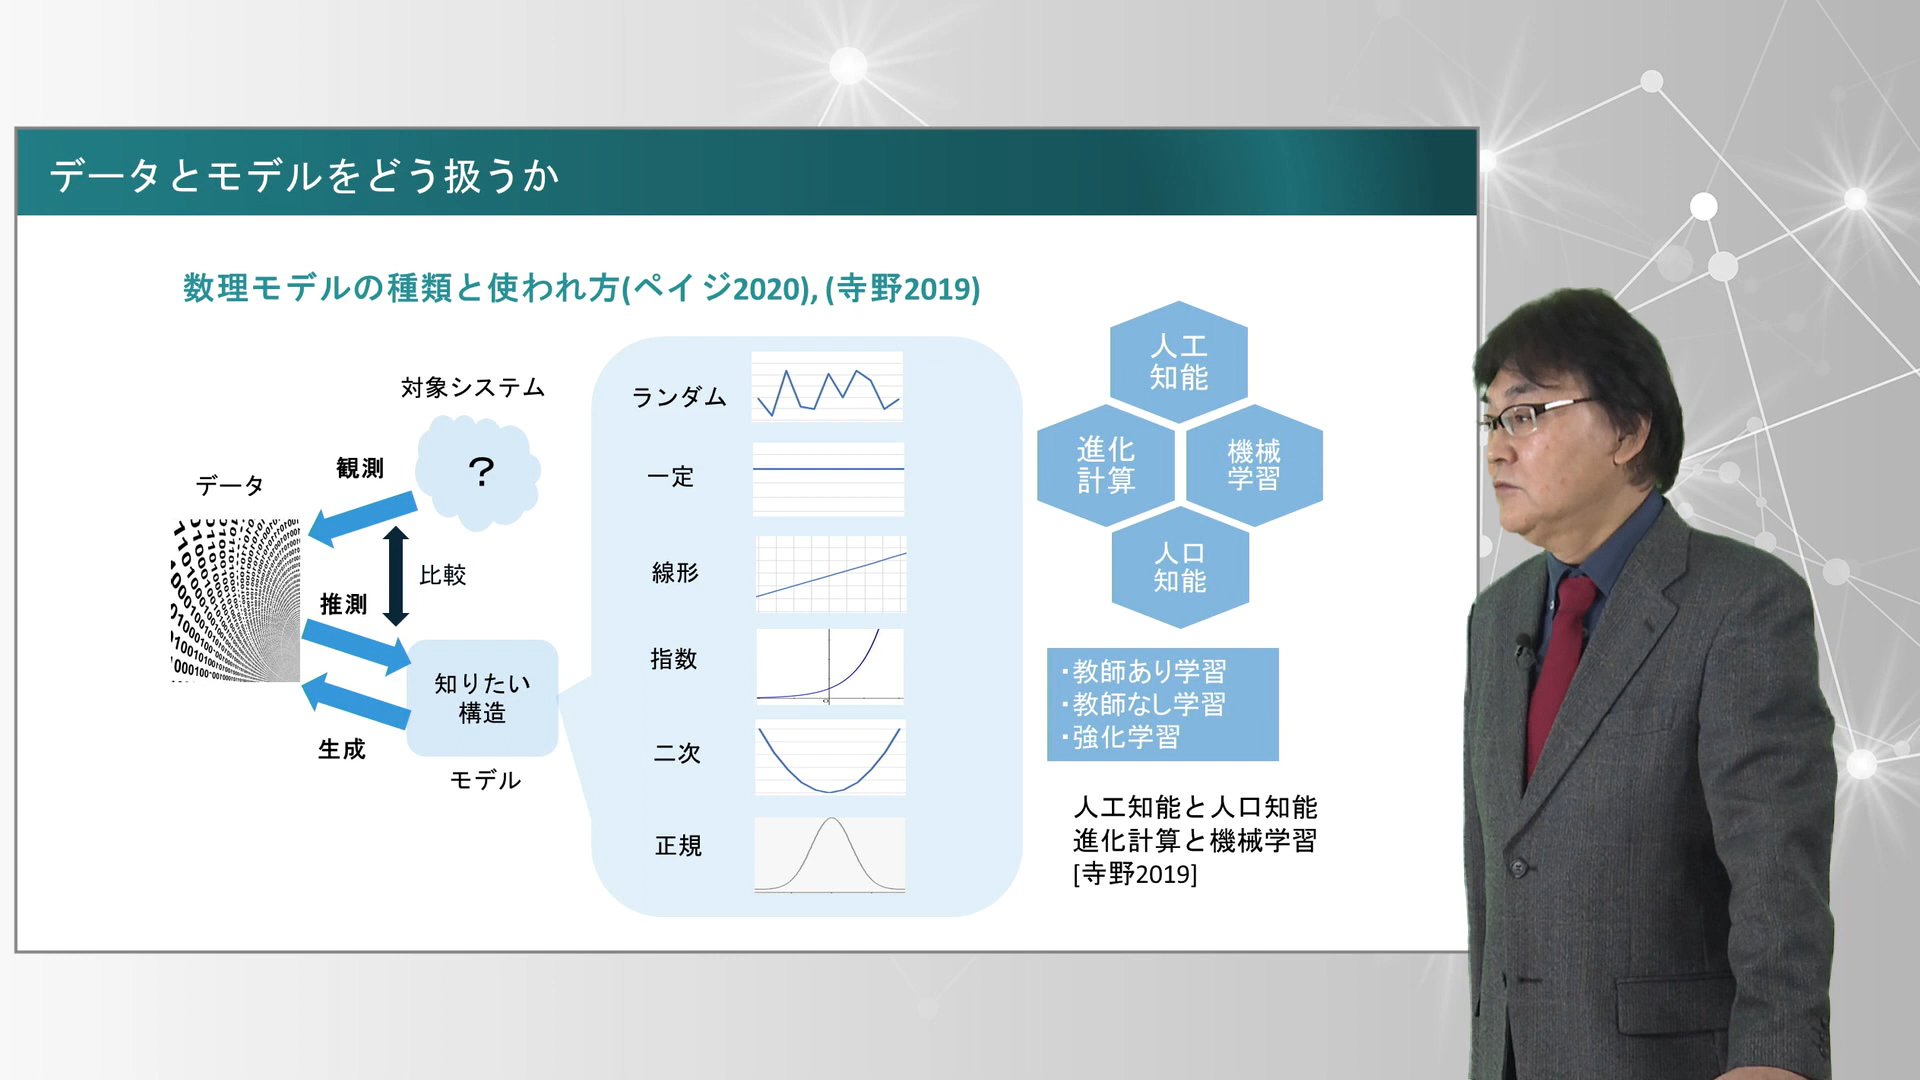 データとモデルをどう扱うか
数理モデルの種類と使われ方(ペイジ2020), (寺野2019)
対象システム
?
観測
データ
比較
推測
知りたい
構造
生成
モデル
ランダム
一定
線形
指数
二次
正規
人工
知能
進化
計算
機械
学習
人口
知能
・教師あり学習
・教師なし学習
・強化学習
人工知能と人口知能
進化計算と機械学習
[寺野2019]